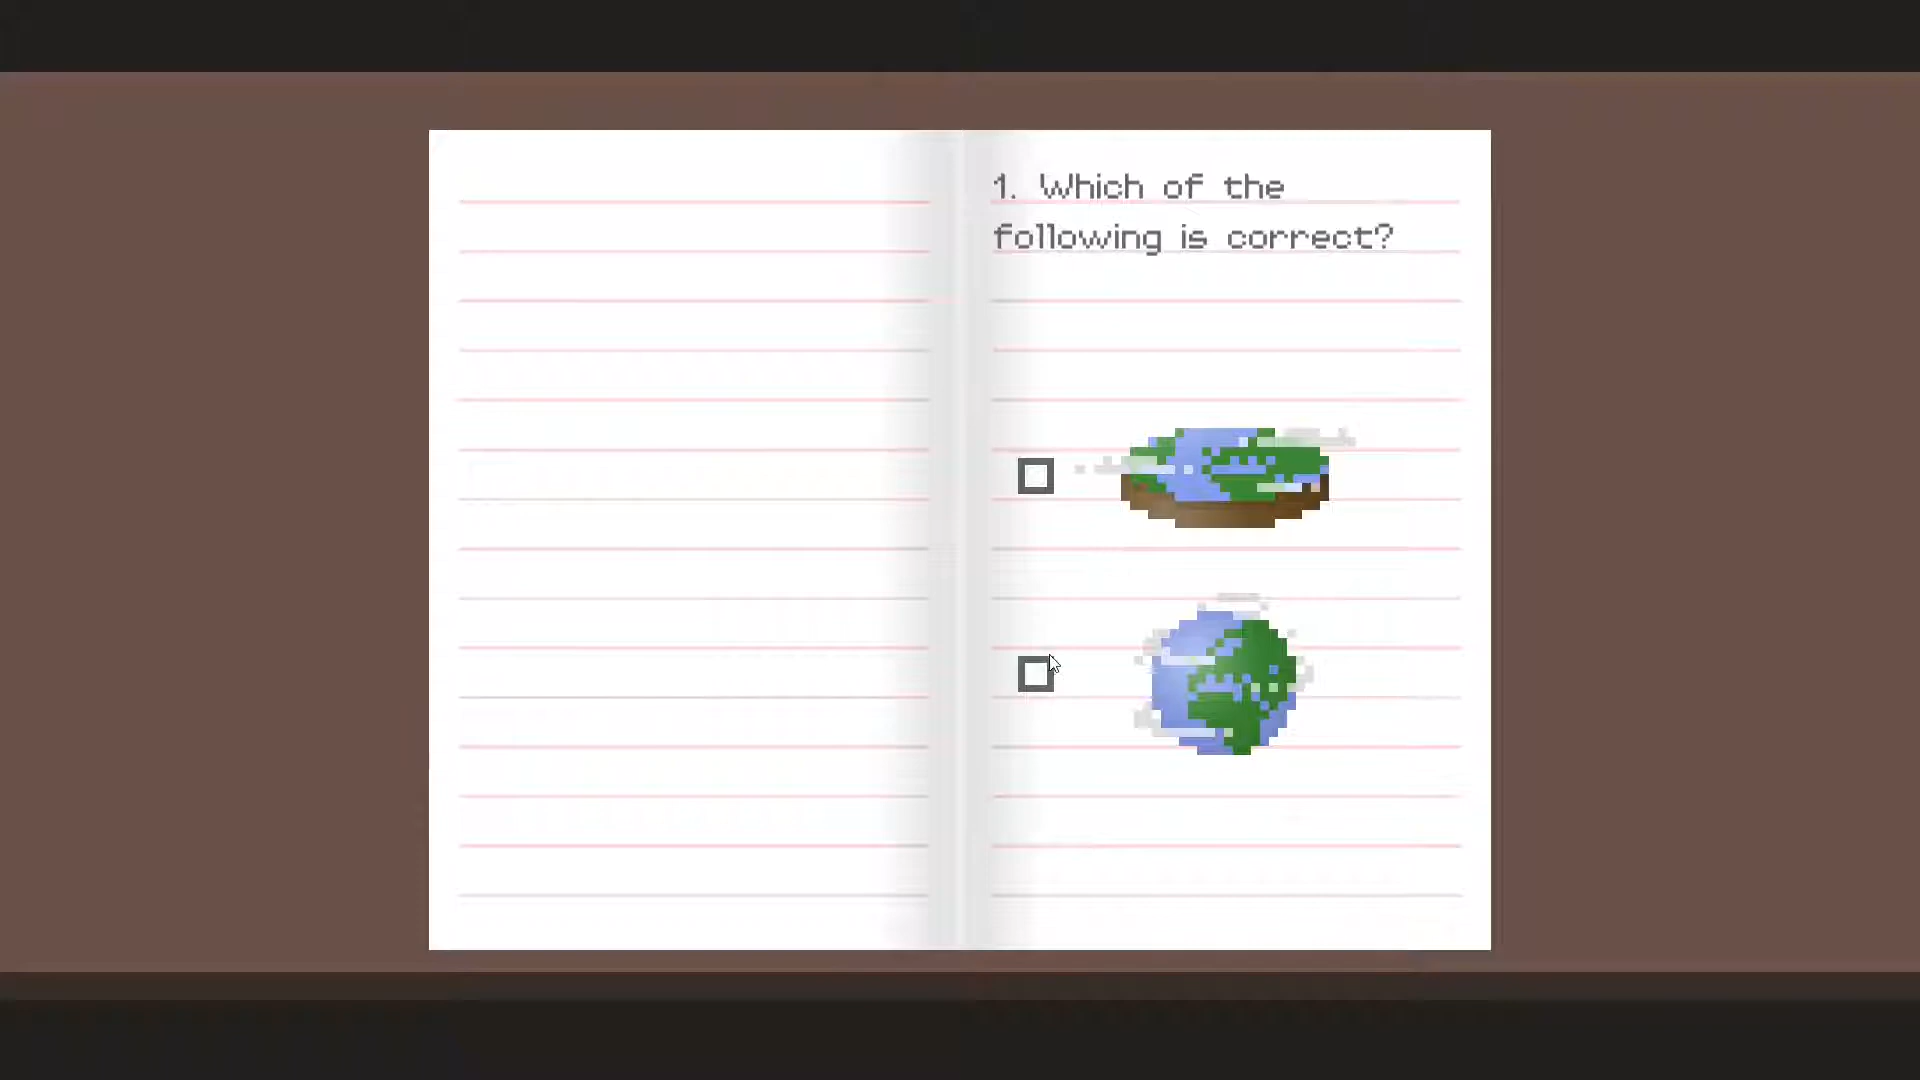 1. Which of the
following is correct?